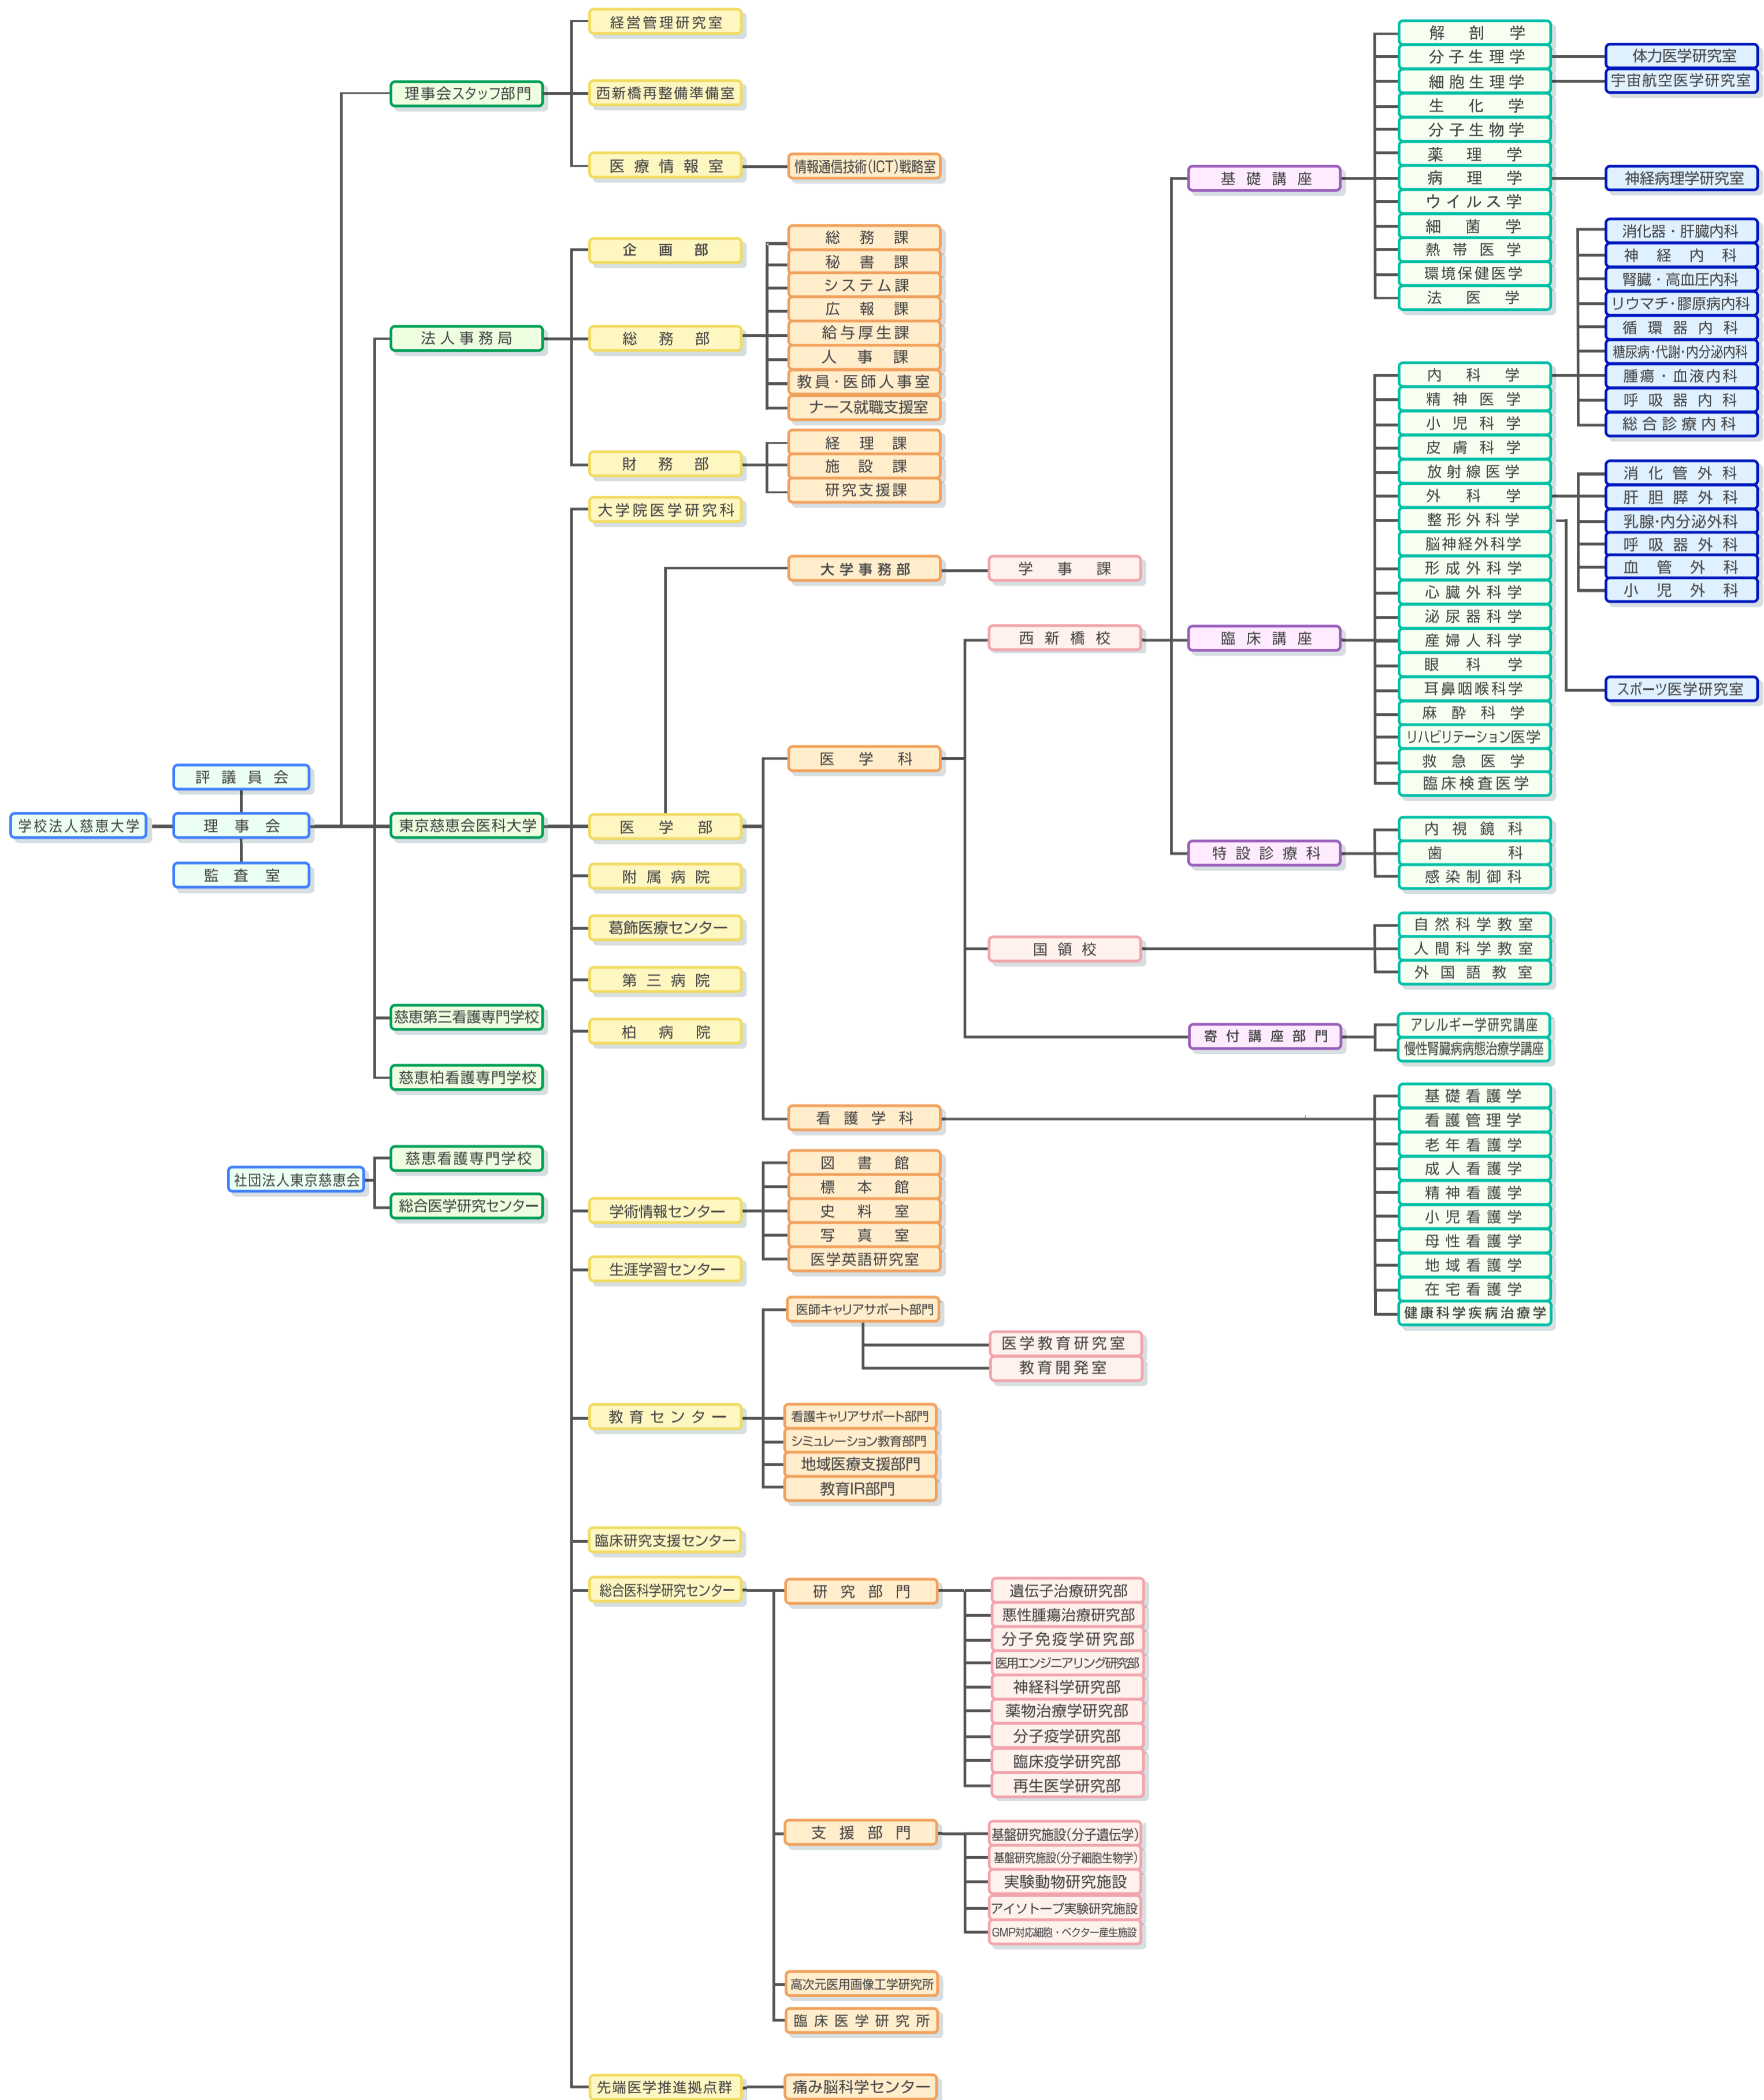 学校法人慈恵大学
評議員会
理事会
監査室
社団法人東京慈恵会
理事会スタッフ部門
法人事務局
東京慈恵会医科大学
慈恵第三看護専門学校
慈恵柏看護専門学校
慈恵看護専門学校
総合医学研究センター
経営管理研究室
西新橋再整備準備室
医療情報室
企画部
総務部
財務部
大学院医学研究科
医学部
附属病院
葛飾医療センター
第三病院
柏病院
学術情報センター
生涯学習センター
教育センター
臨床研究支援センター
総合医科学研究センター
先端医学推進拠点群
情報通信技術(ICT)戦略室
総務課
秘書課
システム課
広報課
給与厚生課
人事課
教員・医師人事室
ナース就職支援室
経理課
施設課
研究支援課
大学事務部
医学科
看護学科
図書館
標本館
史料室
写真室
医学英語研究室
医師キャリアサポート部門
看護キャリアサポート部門
シミュレーション教育部門
地域医療支援部門
教育IR部門
研究部門
支援部門
高次元医用画像工学研究所
臨床医学研究所
痛み脳科学センター
学事課
西新橋校
国領校
医学教育研究室
教育開発室
遺伝子治療研究部
悪性腫瘍治療研究部
分子免疫学研究部
医用エンジニアリング研究部
神経科学研究部
薬物治療学研究部
分子疫学研究部
臨床疫学研究部
再生医学研究部
基盤研究施設(分子遺伝学)
基盤研究施設(分子細胞生物学)
実験動物研究施設
アイソトープ実験研究施設
GMP対応細胞・ベクター産生施設
基礎講座
臨床講座
特設診療科
寄付講座部門
解剖学
分子生理学
細胞生理学
生化学
分子生物学
薬理学
病理学
ウイルス学
細菌学
熱帯医学
環境保健医学
法医学
内科学
精神医学
小児科学
皮膚科学
放射線医学
外科学
整形外科学
脳神経外科学
形成外科学
心臓外科学
泌尿器科学
産婦人科学
眼科学
耳鼻咽喉科学
麻酔科学
リハビリテーション医学
救急医学
臨床検査医学
内視鏡科
歯科
感染制御科
自然科学教室
人間科学教室
外国語教室
アレルギー学研究講座
慢性腎臓病病態治療学講座
基礎看護学
看護管理学
老年看護学
成人看護学
精神看護学
小児看護学
母性看護学
地域看護学
在宅看護学
健康科学疾病治療学
体力医学研究室
宇宙航空医学研究室
神経病理学研究室
消化器・肝臓内科
神経内科
腎臓・高血圧内科
リウマチ・膠原病内科
循環器内科
糖尿病・代謝・内分泌内科
腫瘍・血液内科
呼吸器内科
総合診療内科
消化管外科
肝胆膵外科
乳腺・内分泌外科
呼吸器外科
血管外科
小児外科
スポーツ医学研究室